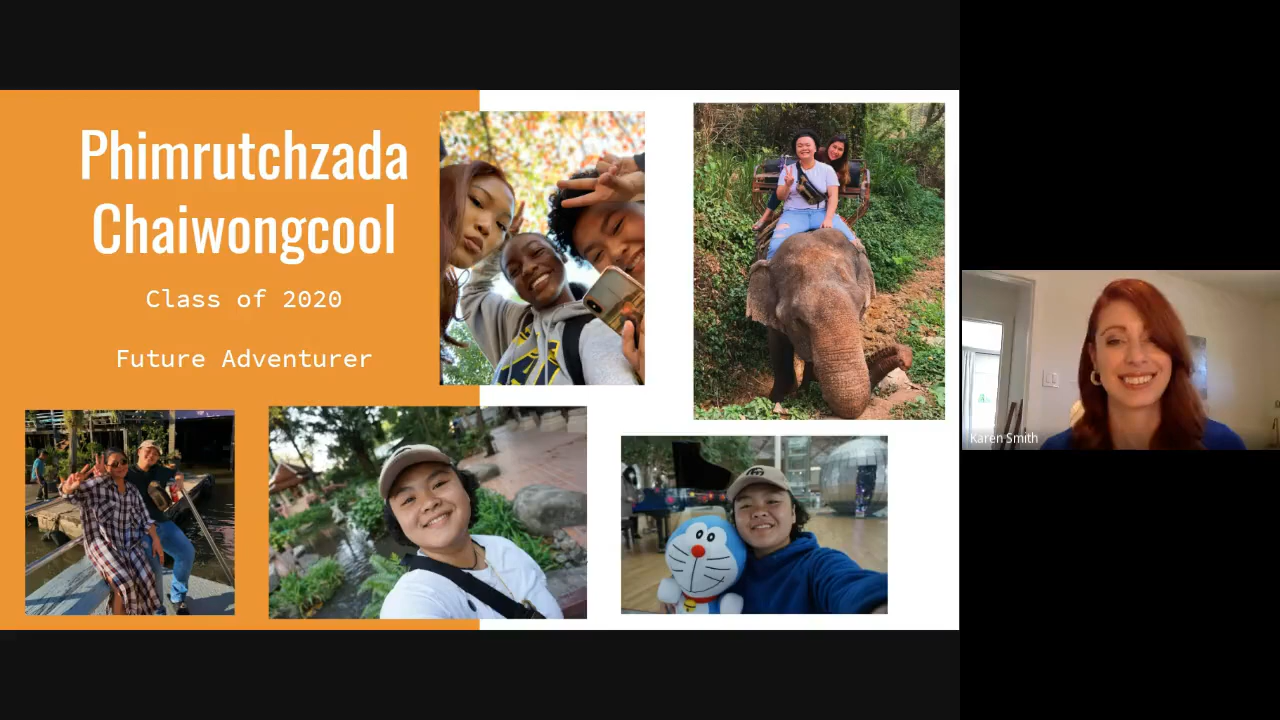 Phimrutchzada
Chaiwongcool
Class of 2020
Future Adventurer
Karen Smith